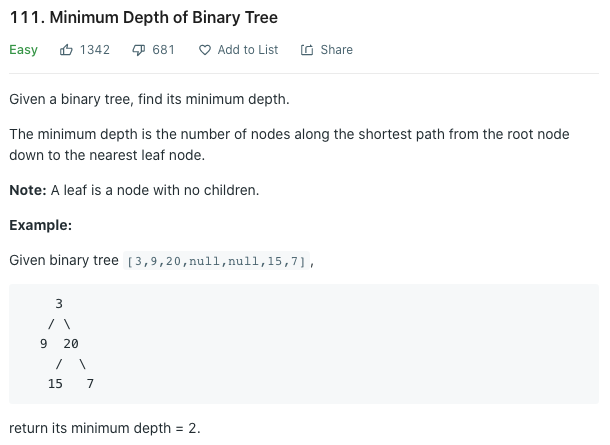 111. Minimum Depth of Binary Tree
Easy 1342 681 Add to List Share
Given a binary tree, find its minimum depth.
The minimum depth is the number of nodes along the shortest path from the root node
down to the nearest leaf node.
Note: A leaf is a node with no children.
Example:
Given binary tree [3,9,20,null,null,15,7],
3
/ \
9 20
/ \
15 7
return its minimum depth = 2.